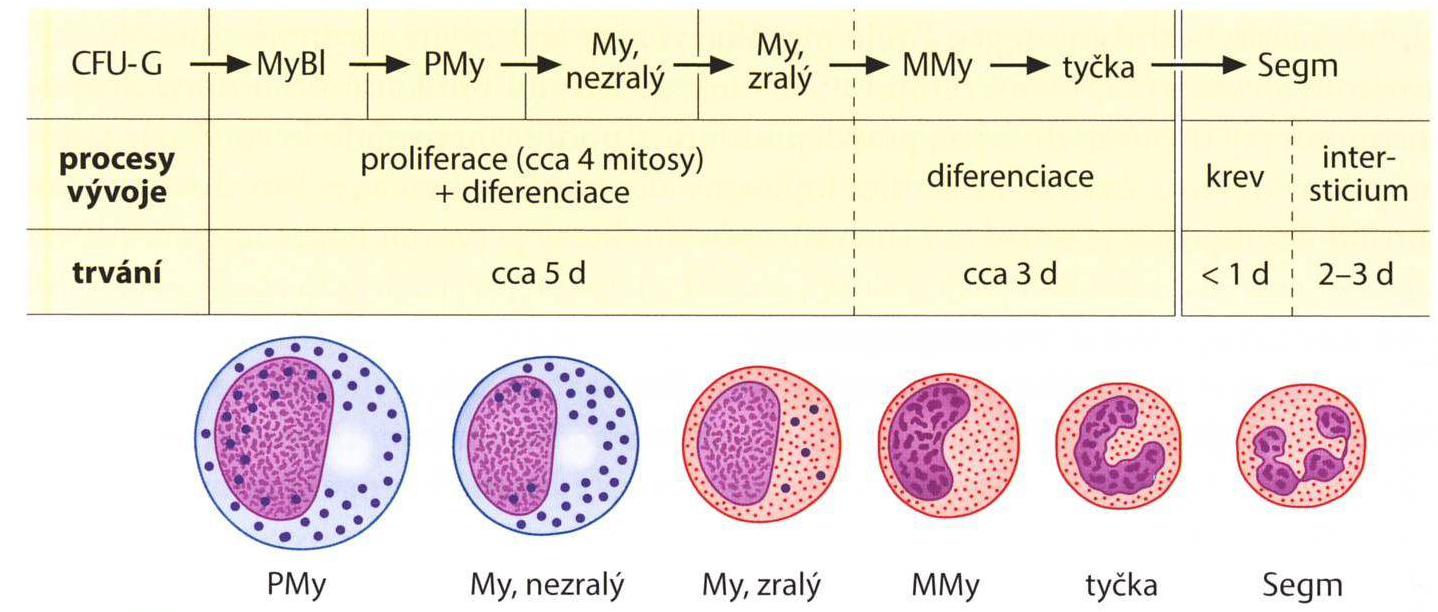 CFU-G → MyBl → PMy → My, nezralý → My, zralý → MMy → tyčka → Segm
procesy vývoje
proliferace (cca 4 mitosy)
+ diferenciace
diferenciace
krev
inter-
sticium
trvání
cca 5 d
cca 3 d
< 1 d
2–3 d
PMy
My, nezralý
My, zralý
MMy
tyčka
Segm